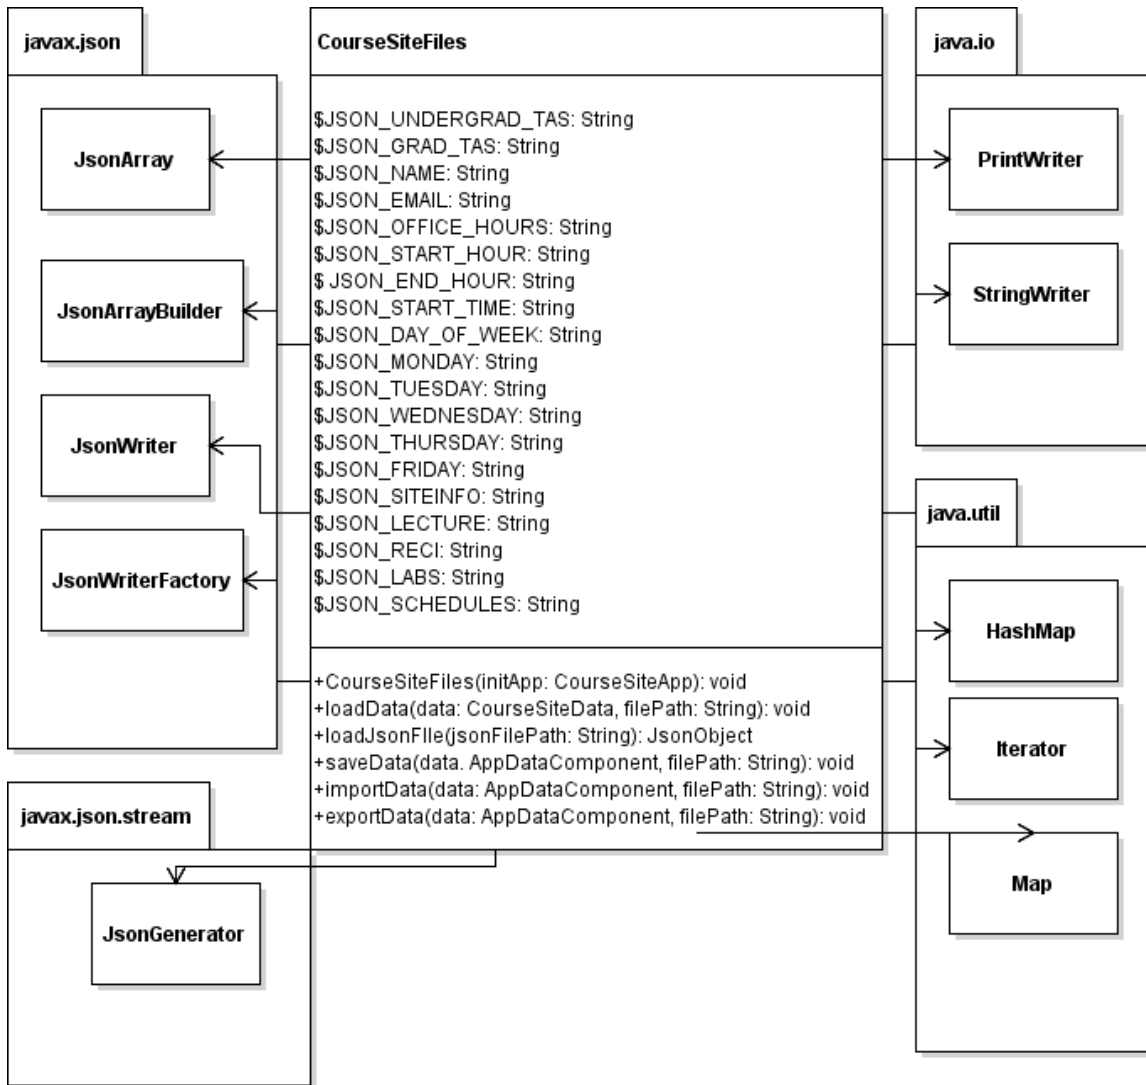 javax.json
JsonArray
JsonArrayBuilder
JsonWriter
JsonWriterFactory
javax.json.stream
JsonGenerator
CourseSiteFiles
$JSON_UNDERGRAD_TAS: String
$JSON_GRAD_TAS: String
$JSON_NAME: String
$JSON_EMAIL: String
$JSON_OFFICE_HOURS: String
$JSON_START_HOUR: String
$ JSON_END_HOUR: String
$JSON_START_TIME: String
$JSON_DAY_OF_WEEK: String
$JSON_MONDAY: String
$JSON_TUESDAY: String
$JSON_WEDNESDAY: String
$JSON_THURSDAY: String
$JSON_FRIDAY: String
$JSON_SITEINFO: String
$JSON_LECTURE: String
$JSON_RECI: String
$JSON_LABS: String
$JSON_SCHEDULES: String
+CourseSiteFiles(initApp: CourseSiteApp): void
+loadData(data: CourseSiteData, filePath: String): void
+loadJsonFIle(jsonFilePath: String): JsonObject
+saveData(data. AppDataComponent, filePath: String): void
+importData(data: AppDataComponent, filePath: String): void
+exportData(data: AppDataComponent, filePath: String): void
java.io
PrintWriter
StringWriter
java.util
HashMap
Iterator
Map